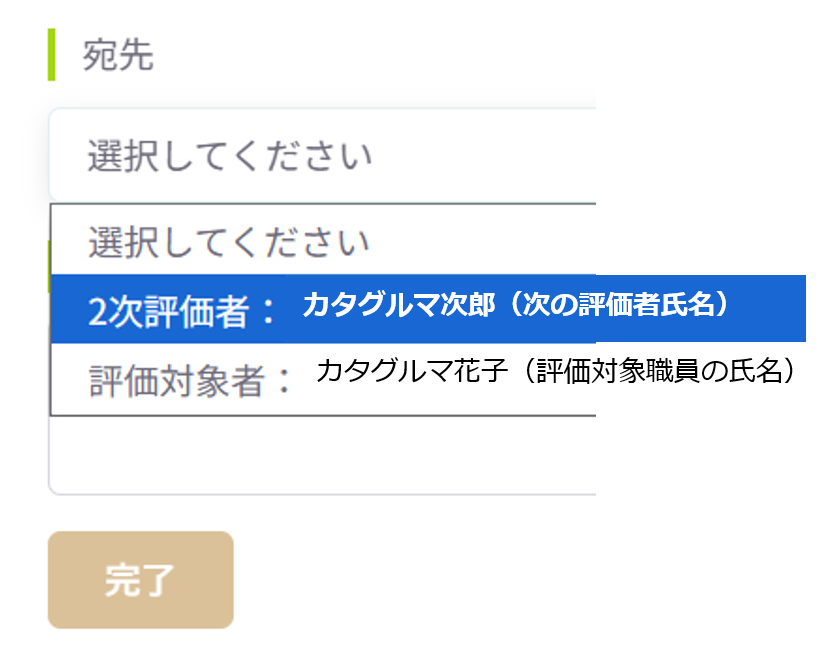 宛先
選択してください
選択してください
2次評価者： カタグルマ次郎（次の評価者氏名）
評価対象者： カタグルマ花子（評価対象職員の氏名）
完了